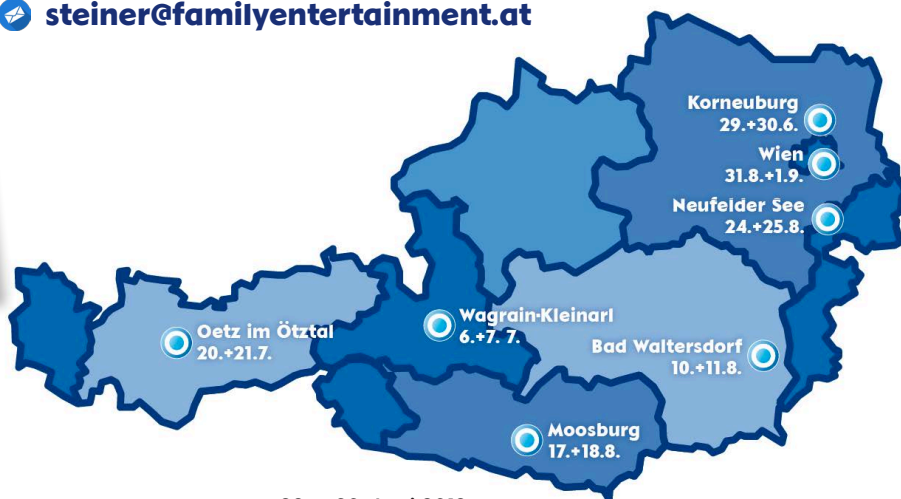 steiner@familyentertainment.at
Korneuburg
29.+30.6.
Wien
31.8.+1.9.
Neufelder See
24.+25.8.
Wagrain-Kleinarl
6.+7. 7.
Oetz im Ötztal
20.+21.7.
Bad Waltersdorf
10.+11.8.
Moosburg
17.+18.8.